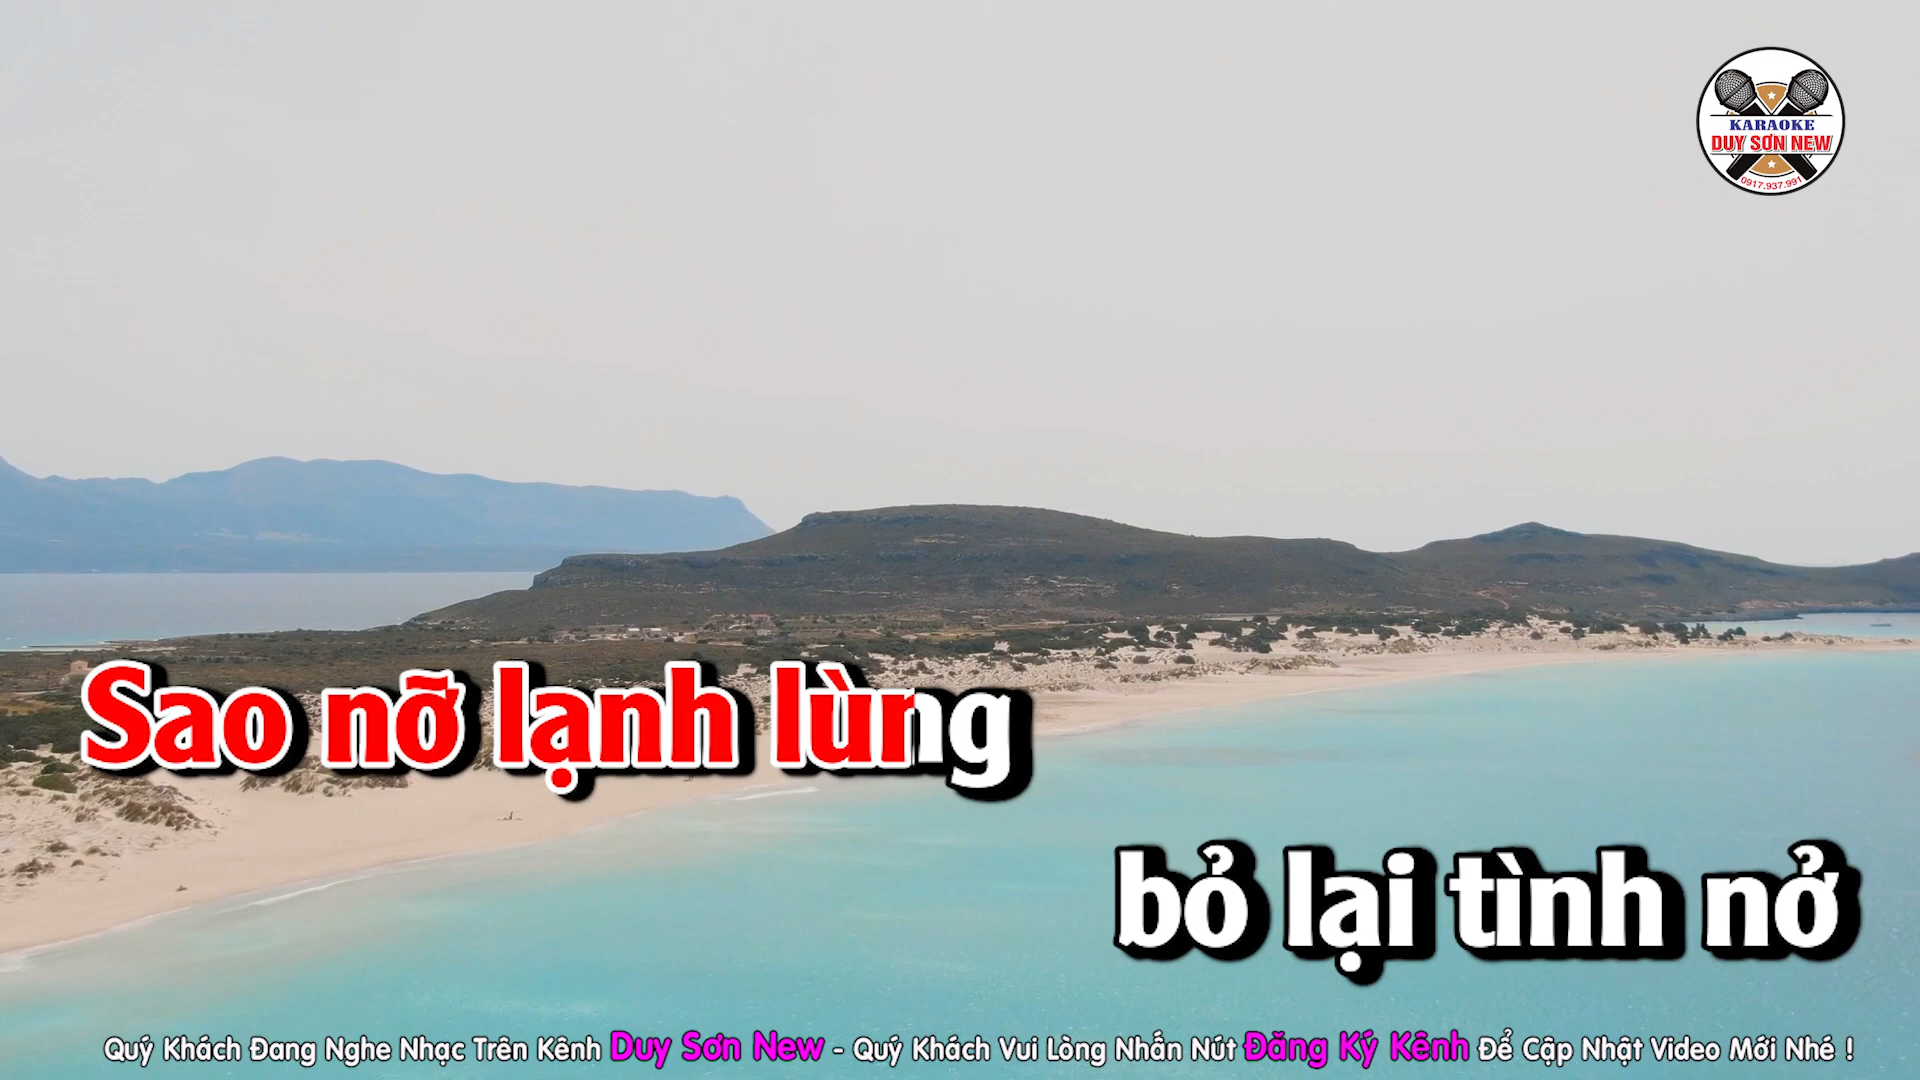 KARAOKE
DUY SƠN NEW
0917.937.991
Sao nỡ lạnh lùng
bỏ lại tình nở
Quý Khách Đang Nghe Nhạc Trên Kênh Duy Sơn New - Quý Khách Vui Lòng Nhấn Nút Đăng Ký Kênh Để Cập Nhật Video Mới Nhé !